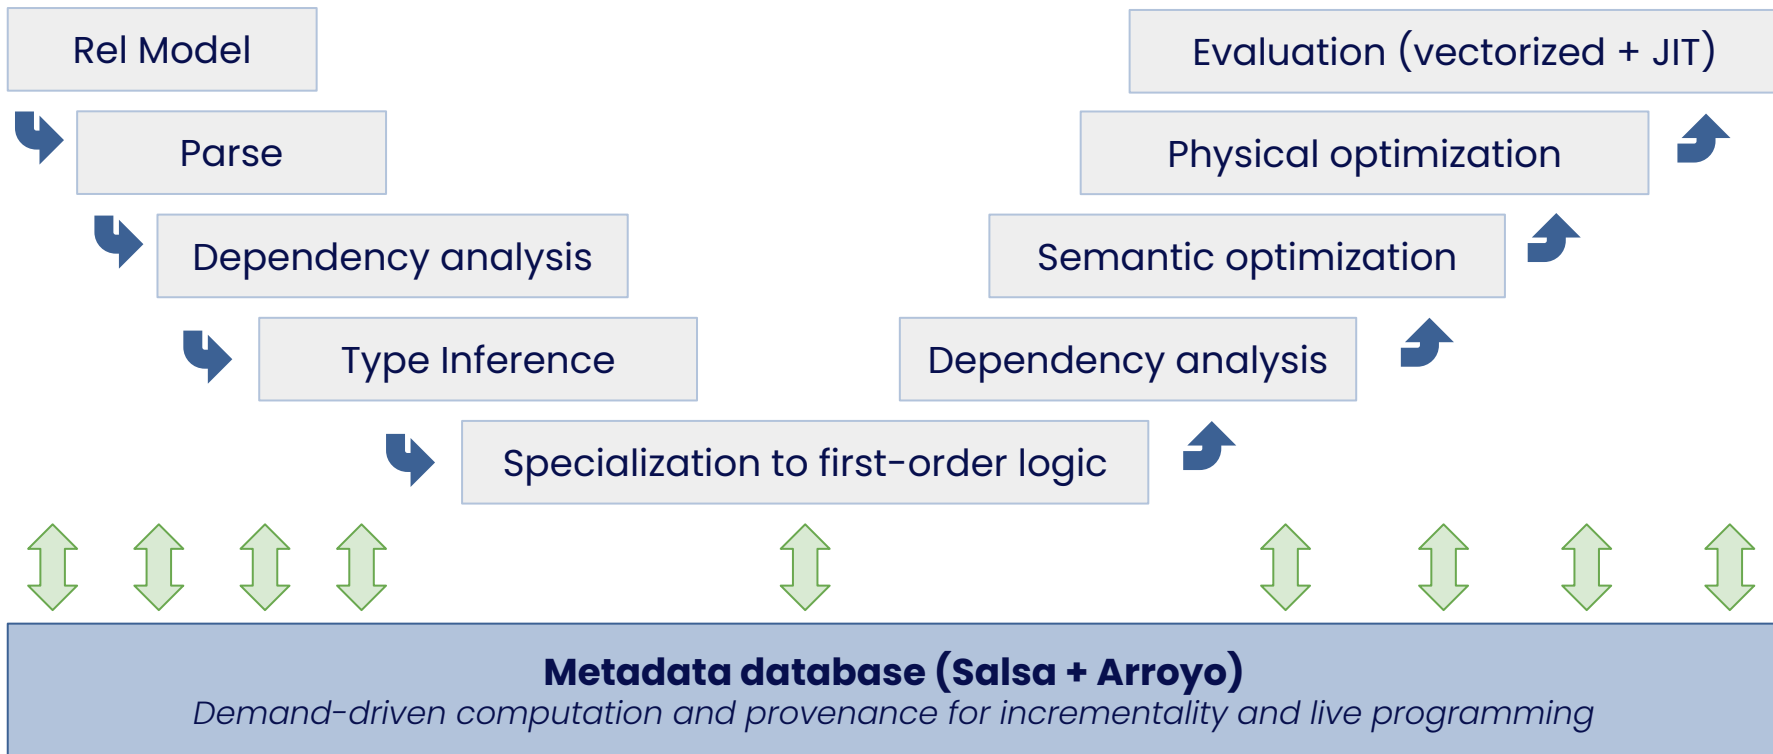 Rel Model
Evaluation (vectorized + JIT)
Parse
Physical optimization
Dependency analysis
Semantic optimization
Type Inference
Dependency analysis
Specialization to first-order logic
Metadata database (Salsa + Arroyo)
Demand-driven computation and provenance for incrementality and live programming